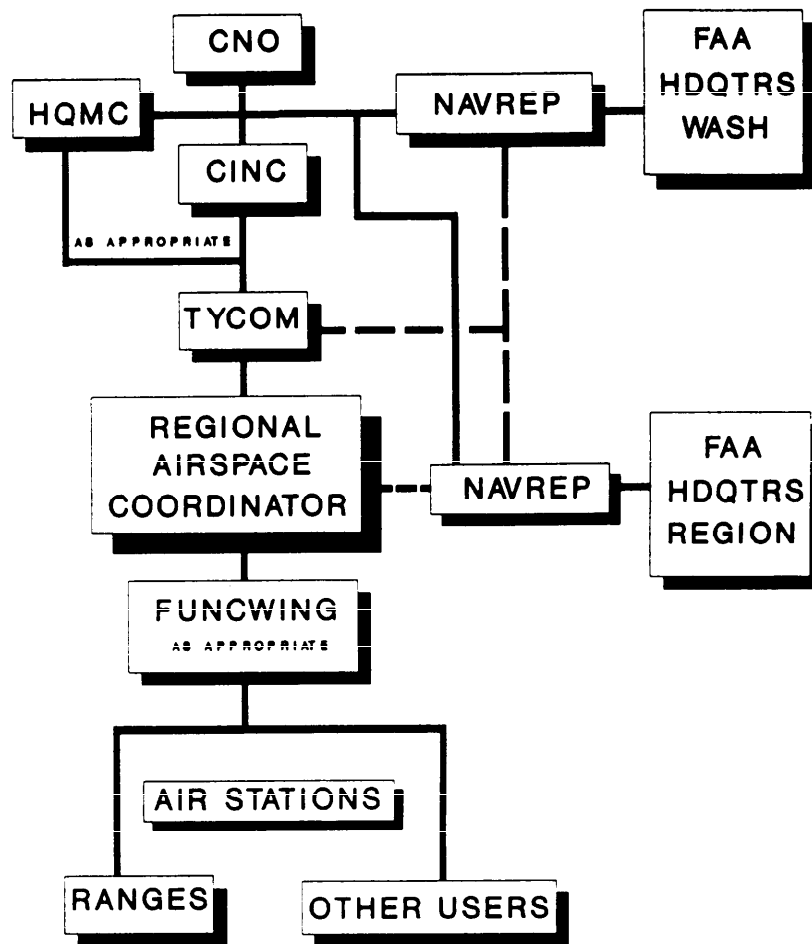 CNO
FAA
HDQTRS
WASH
HQMC
NAVREP
CINC
AS APPROPRIATE
TYCOM
REGIONAL
AIRSPACE
COORDINATOR
NAVREP
FAA
HDQTRS
REGION
FUNCWING
AS APPROPRIATE
AIR STATIONS
RANGES
OTHER USERS